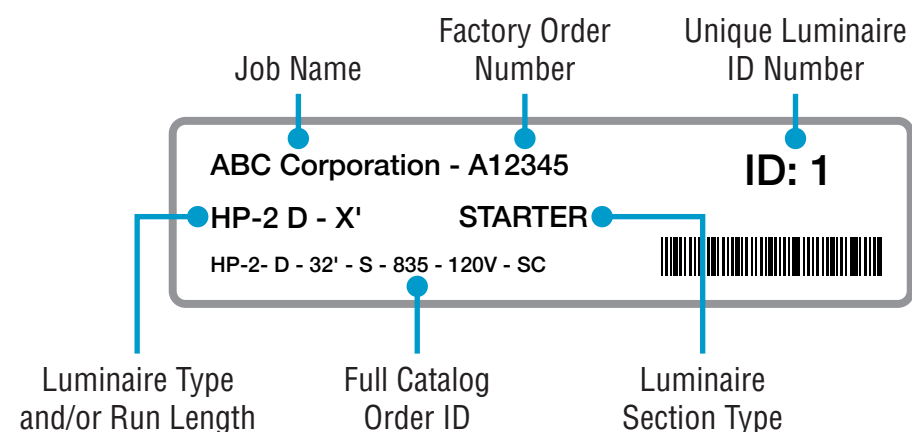 Factory Order
Number
Unique Luminaire
ID Number
Job Name
ABC Corporation - A12345
ID: 1
HP-2 D - X'
STARTER
HP-2- D - 32' - S - 835 - 120V - SC
Luminaire Type
and/or Run Length
Full Catalog
Order ID
Luminaire
Section Type